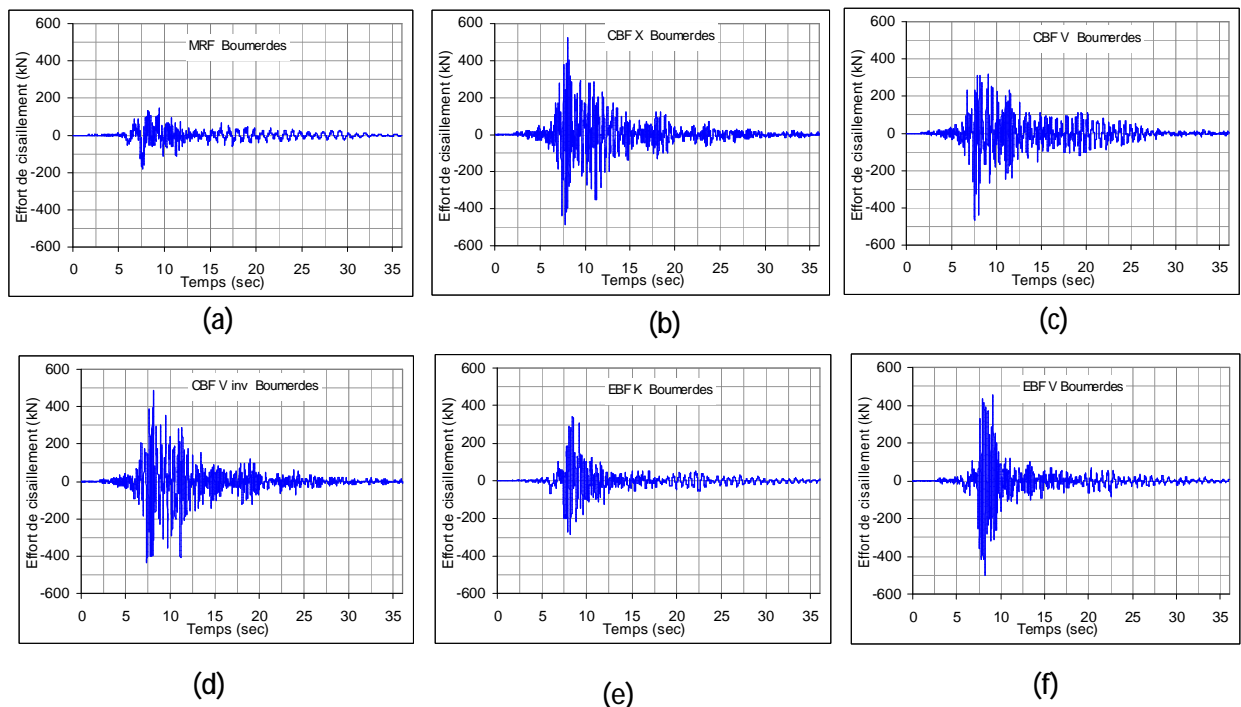 MRF Boumerdes
Effort de cisaillement (kN)
600
400
200
0
-200
-400
-600
0 5 10 15 20 25 30 35
Temps (sec)
(a)
CBF X Boumerdes
Effort de cisaillement (kN)
600
400
200
0
-200
-400
-600
0 5 10 15 20 25 30 35
Temps (sec)
(b)
CBF V Boumerdes
Effort de cisaillement (kN)
600
400
200
0
-200
-400
-600
0 5 10 15 20 25 30 35
Temps (sec)
(c)
CBF V inv Boumerdes
Effort de cisaillement (kN)
600
400
200
0
-200
-400
-600
0 5 10 15 20 25 30 35
Temps (sec)
(d)
EBF K Boumerdes
Effort de cisaillement (kN)
600
400
200
0
-200
-400
-600
0 5 10 15 20 25 30 35
Temps (sec)
(e)
EBF V Boumerdes
Effort de cisaillement (kN)
600
400
200
0
-200
-400
-600
0 5 10 15 20 25 30 35
Temps (sec)
(f)